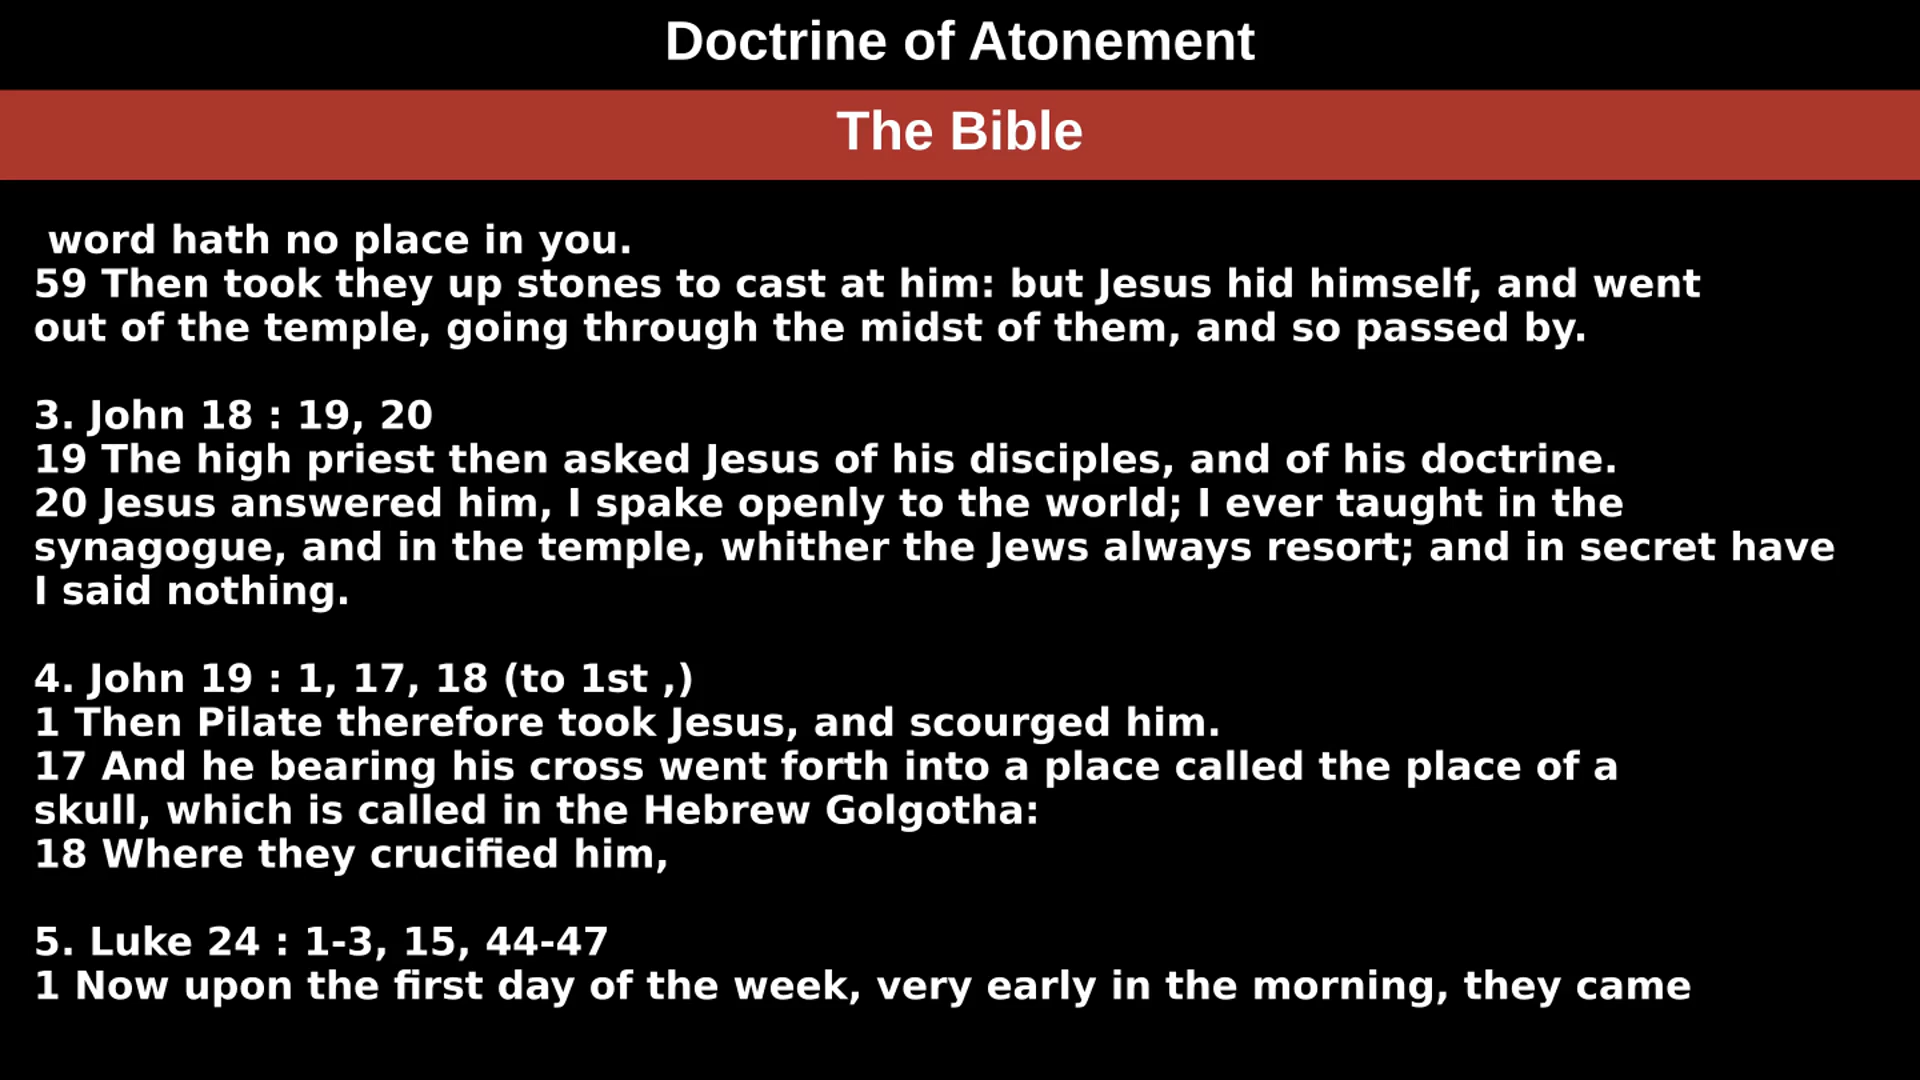 Doctrine of Atonement
The Bible
word hath no place in you.
59 Then took they up stones to cast at him: but Jesus hid himself, and went
out of the temple, going through the midst of them, and so passed by.
3. John 18 : 19, 20
19 The high priest then asked Jesus of his disciples, and of his doctrine.
20 Jesus answered him, I spake openly to the world; I ever taught in the
synagogue, and in the temple, whither the Jews always resort; and in secret have
I said nothing.
4. John 19 : 1, 17, 18 (to 1st ,)
1 Then Pilate therefore took Jesus, and scourged him.
17 And he bearing his cross went forth into a place called the place of a
skull, which is called in the Hebrew Golgotha:
18 Where they crucified him,
5. Luke 24 : 1-3, 15, 44-47
1 Now upon the first day of the week, very early in the morning, they came